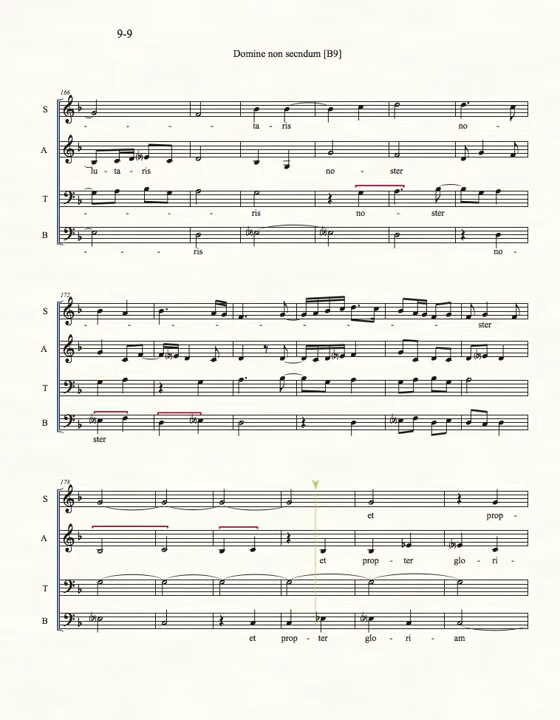 9-9
Domine non secndum [B9]
166
S
- - - ta - ris - - no -
A
lu - ta - ris no - ster
T
- - - ris no - ster
B
- ris - - - no -
172
S
- - - - - - - ster
A
T
B
ster
178
S
et prop -
A
et prop - ter glo - ri -
T
B
et prop - ter glo - ri - am